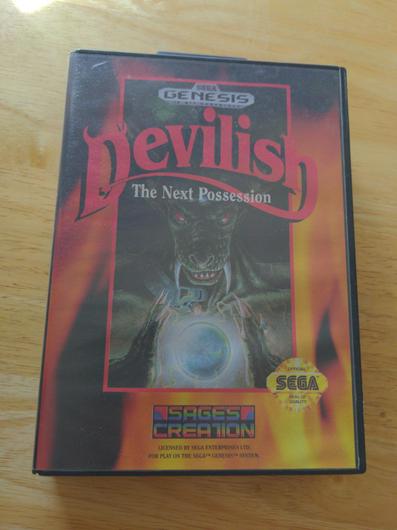 SEGA
GENESIS
Devilish
The Next Possession
OFFICIAL
SEGA
SEAL OF
QUALITY
SAGES
CREATION
LICENSED BY SEGA ENTERPRISES LTD.
FOR PLAY ON THE SEGA™ GENESIS™ SYSTEM.